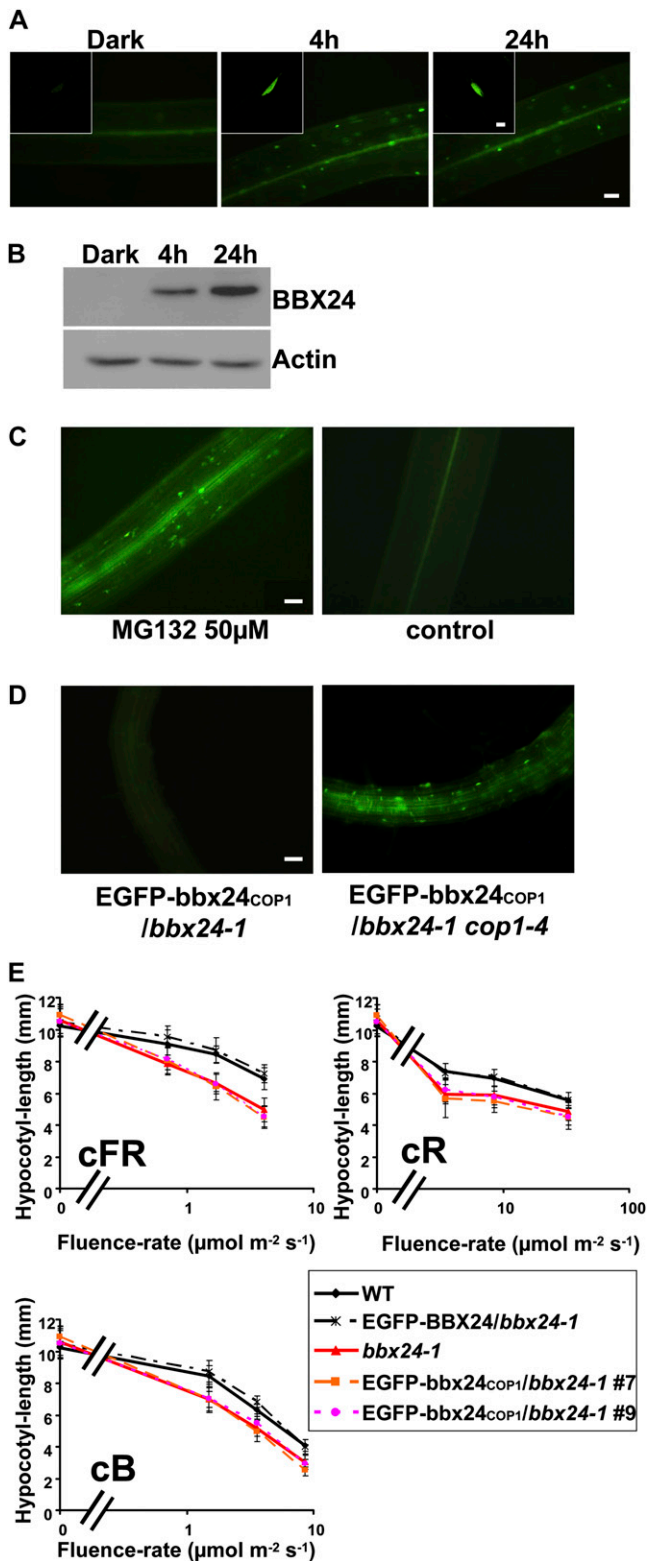 A
Dark 4h 24h
B
Dark 4h 24h
BBX24
Actin
C
MG132 50µM control
D
EGFP-bbx24COP1
/bbx24-1
EGFP-bbx24COP1
/bbx24-1 cop1-4
E
Hypocotyl-length (mm)
12
10
8
6
4
2
0
cFR
0 1 10
Fluence-rate (µmol m-2 s-1)
Hypocotyl-length (mm)
12
10
8
6
4
2
0
cR
0 10 100
Fluence-rate (µmol m-2 s-1)
Hypocotyl-length (mm)
12
10
8
6
4
2
0
cB
0 1 10
Fluence-rate (µmol m-2 s-1)
WT
EGFP-BBX24/bbx24-1
bbx24-1
EGFP-bbx24COP1/bbx24-1 #7
EGFP-bbx24COP1/bbx24-1 #9